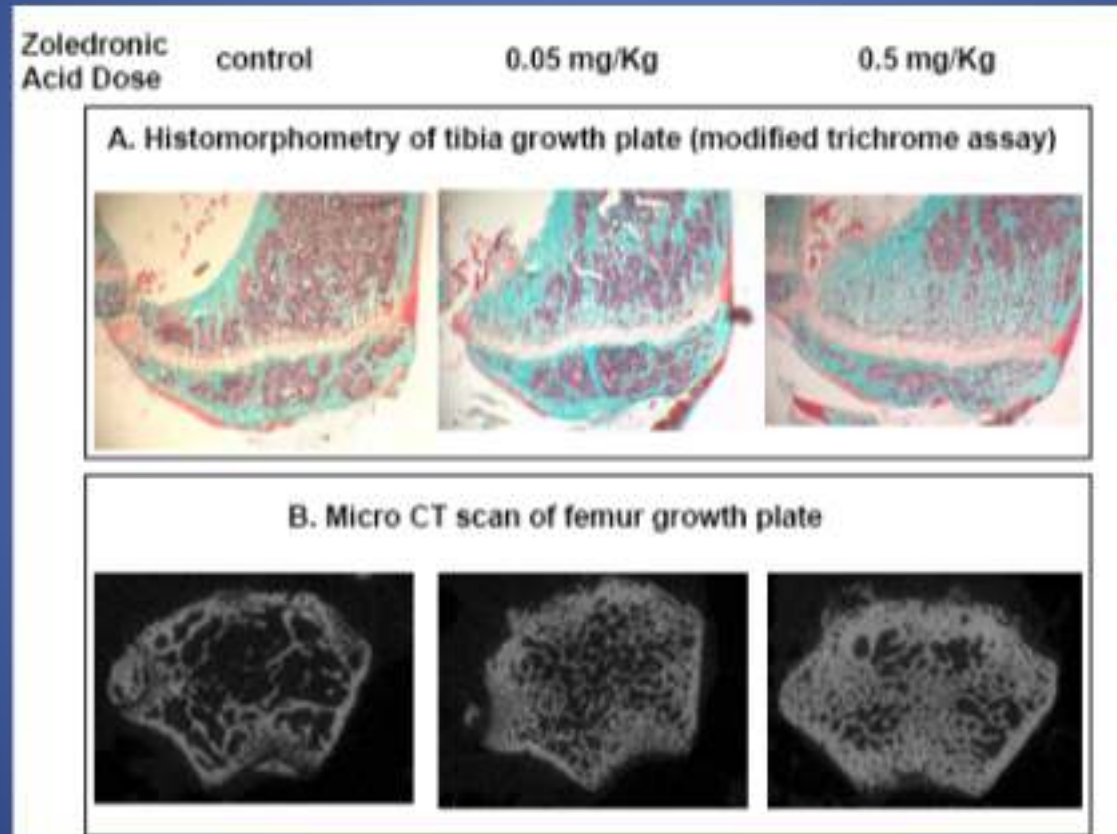 Zoledronic
Acid Dose
control
0.05 mg/Kg
0.5 mg/Kg
A. Histomorphometry of tibia growth plate (modified trichrome assay)
B. Micro CT scan of femur growth plate